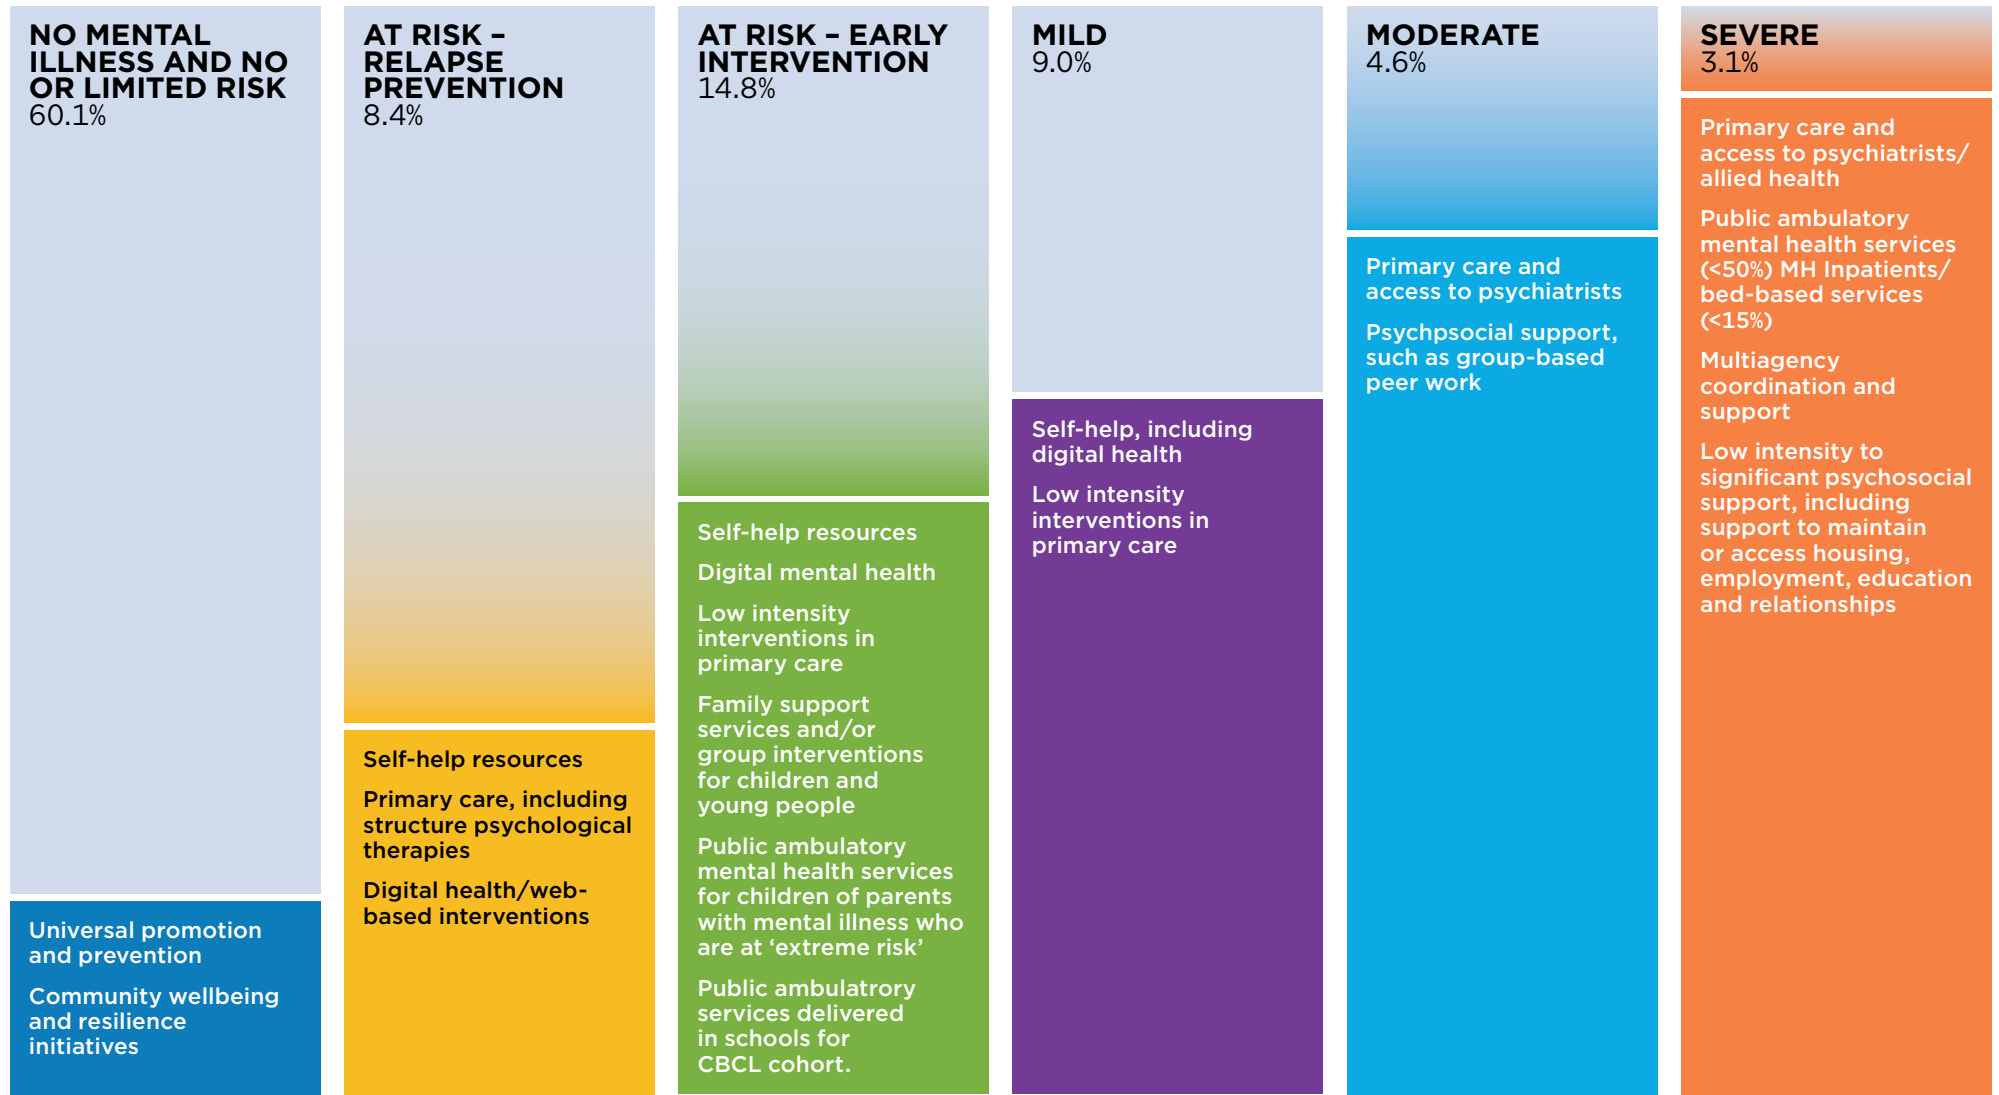 NO MENTAL
ILLNESS AND NO
OR LIMITED RISK
60.1%
Universal promotion
and prevention
Community wellbeing
and resilience
initiatives
AT RISK –
RELAPSE
PREVENTION
8.4%
Self-help resources
Primary care, including
structure psychological
therapies
Digital health/web-
based interventions
AT RISK – EARLY
INTERVENTION
14.8%
Self-help resources
Digital mental health
Low intensity
interventions in
primary care
Family support
services and/or
group interventions
for children and
young people
Public ambulatory
mental health services
for children of parents
with mental illness who
are at ‘extreme risk’
Public ambulatrory
services delivered
in schools for
CBCL cohort.
MILD
9.0%
Self-help, including
digital health
Low intensity
interventions in
primary care
MODERATE
4.6%
Primary care and
access to psychiatrists
Psychpsocial support,
such as group-based
peer work
SEVERE
3.1%
Primary care and
access to psychiatrists/
allied health
Public ambulatory
mental health services
(<50%) MH Inpatients/
bed-based services
(<15%)
Multiagency
coordination and
support
Low intensity to
significant psychosocial
support, including
support to maintain
or access housing,
employment, education
and relationships